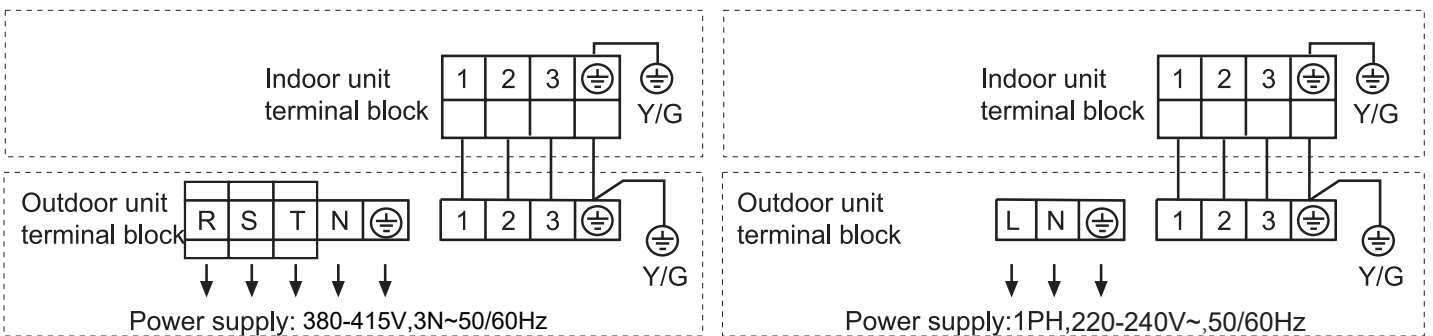 Indoor unit
terminal block
1 2 3
Y/G
Outdoor unit
terminal block
R S T N
1 2 3
Y/G
Power supply: 380-415V,3N~50/60Hz
Indoor unit
terminal block
1 2 3
Y/G
Outdoor unit
terminal block
L N
1 2 3
Y/G
Power supply:1PH,220-240V~,50/60Hz